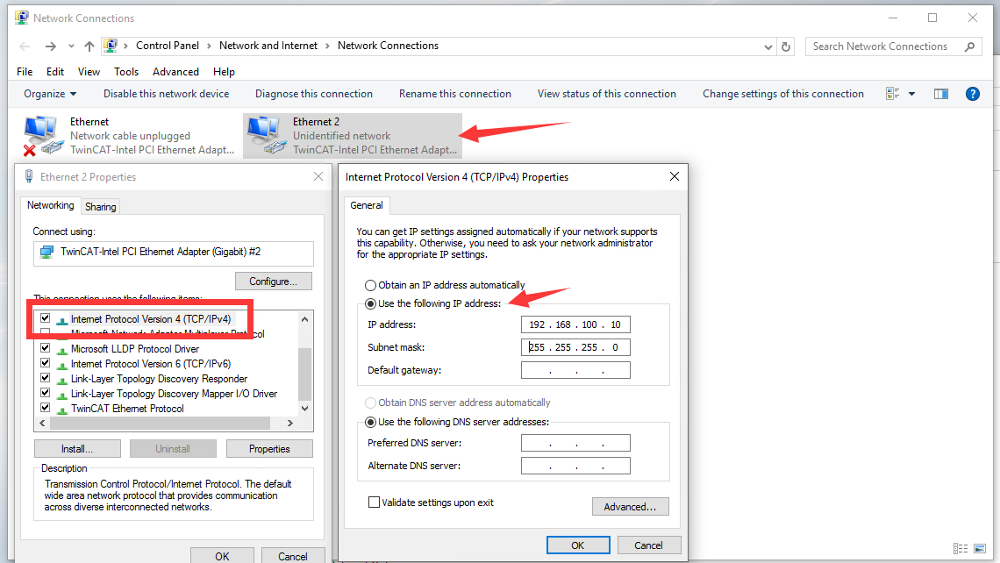 Network Connections
Control Panel > Network and Internet > Network Connections
Search Network Connections
File Edit View Tools Advanced Help
Organize Disable this network device Diagnose this connection Rename this connection View status of this connection Change settings of this connection
Ethernet
Network cable unplugged
TwinCAT-Intel PCI Ethernet Adapt...
Ethernet 2
Unidentified network
TwinCAT-Intel PCI Ethernet Adapt...
Ethernet 2 Properties
Networking Sharing
Connect using:
TwinCAT-Intel PCI Ethernet Adapter (Gigabit) #2
Configure...
This connection uses the following items:
Internet Protocol Version 4 (TCP/IPv4)
Microsoft Network Adapter Multiplexor Protocol
Microsoft LLDP Protocol Driver
Internet Protocol Version 6 (TCP/IPv6)
Link-Layer Topology Discovery Responder
Link-Layer Topology Discovery Mapper I/O Driver
TwinCAT Ethernet Protocol
Install... Uninstall Properties
Description
Transmission Control Protocol/Internet Protocol. The default
wide area network protocol that provides communication
across diverse interconnected networks.
OK Cancel
Internet Protocol Version 4 (TCP/IPv4) Properties
General
You can get IP settings assigned automatically if your network supports
this capability. Otherwise, you need to ask your network administrator
for the appropriate IP settings.
Obtain an IP address automatically
Use the following IP address:
IP address: 192 . 168 . 100 . 10
Subnet mask: 255 . 255 . 255 . 0
Default gateway: . . .
Obtain DNS server address automatically
Use the following DNS server addresses:
Preferred DNS server: . . .
Alternate DNS server: . . .
Validate settings upon exit
Advanced...
OK Cancel